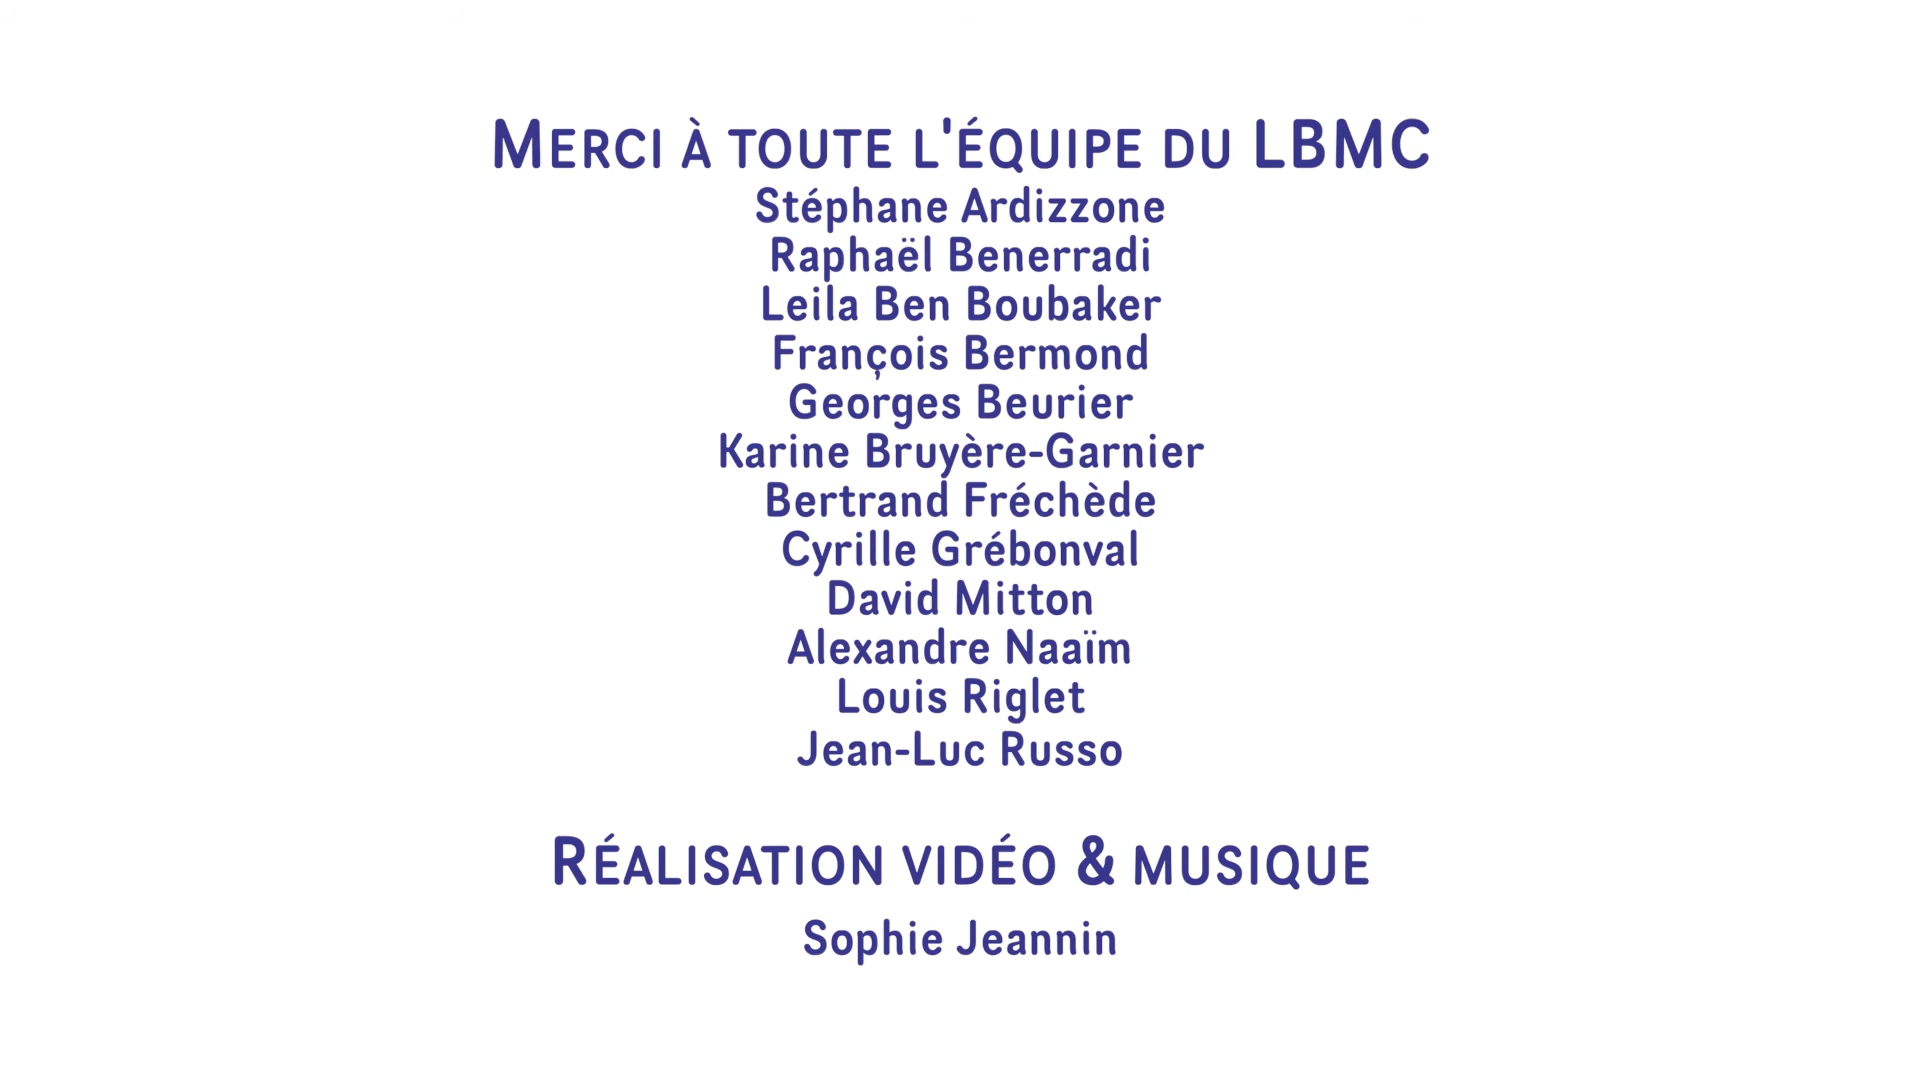 MERCI À TOUTE L'ÉQUIPE DU LBMC
Stéphane Ardizzone
Raphaël Benerradi
Leila Ben Boubaker
François Bermond
Georges Beurier
Karine Bruyère-Garnier
Bertrand Fréchède
Cyrille Grébonval
David Mitton
Alexandre Naaïm
Louis Riglet
Jean-Luc Russo
RÉALISATION VIDÉO & MUSIQUE
Sophie Jeannin